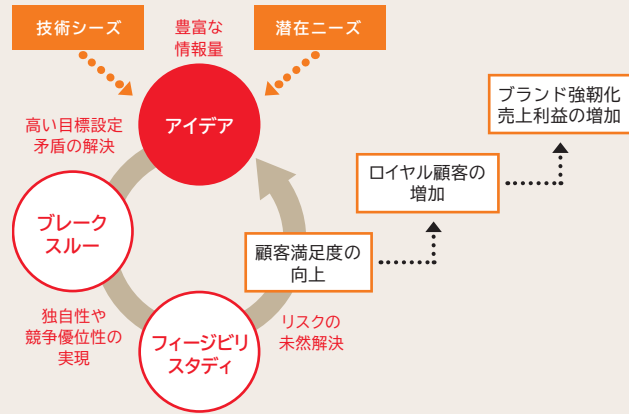 技術シーズ
豊富な
情報量
潜在ニーズ
アイデア
高い目標設定
矛盾の解決
ブレーク
スルー
独自性や
競争優位性の
実現
フィージビリ
スタディ
リスクの
未然解決
顧客満足度の
向上
ロイヤル顧客の
増加
ブランド強靭化
売上利益の増加